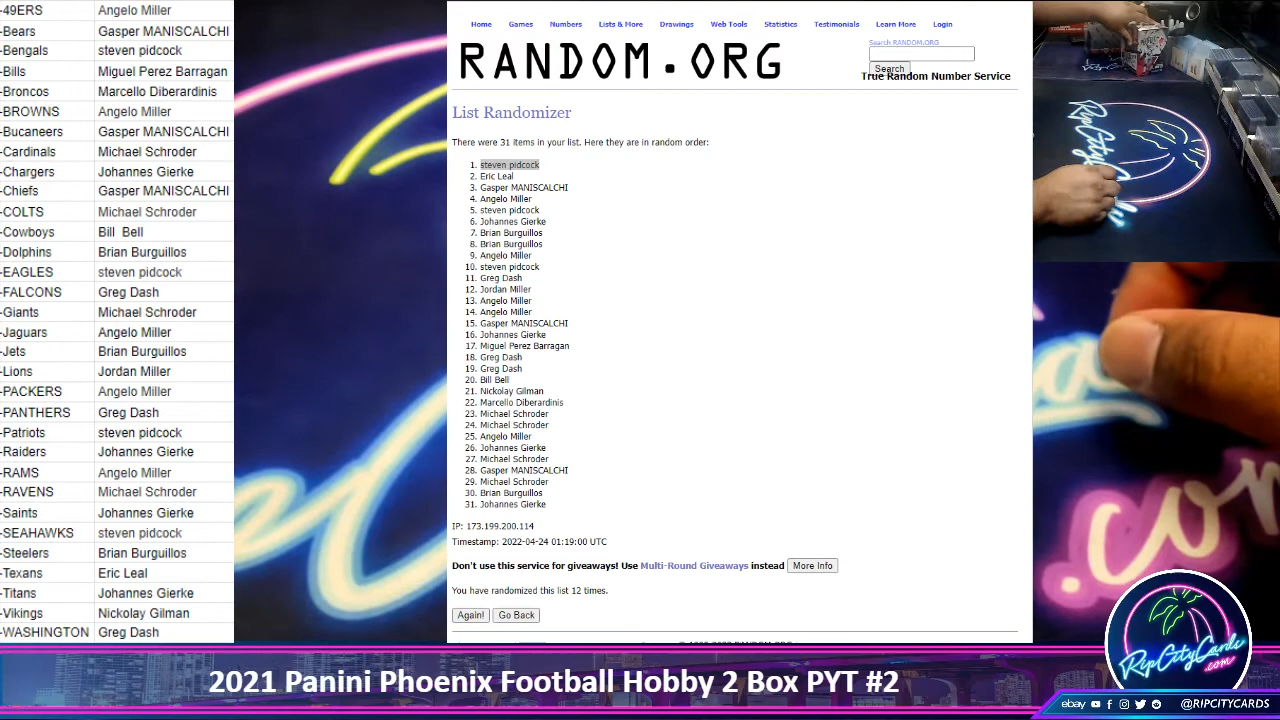 -49ERS Angelo Miller
-Bears Gasper MANISCALCHI
-Bengals steven pidcock
-Bills Miguel Perez Barragan
-Broncos Marcello Diberardinis
-BROWNS Angelo Miller
-Bucaneers Gasper MANISCALCHI
-Cardinals Michael Schroder
-Chargers Johannes Gierke
-Chiefs Gasper MANISCALCHI
-COLTS Michael Schroder
-Cowboys Bill Bell
-Dolphins Brian Burguillos
-EAGLES steven pidcock
-FALCONS Greg Dash
-Giants Michael Schroder
-Jaguars Angelo Miller
-Jets Brian Burguillos
-Lions Jordan Miller
-PACKERS Angelo Miller
-PANTHERS Greg Dash
-Patriots steven pidcock
-Raiders Johannes Gierke
-RAMS Angelo Miller
-RAVENS Michael Schroder
-Saints Johannes Gierke
-SEAHAWKS steven pidcock
-Steelers Brian Burguillos
-Texans Eric Leal
-Titans Johannes Gierke
-Vikings Nickolay Gilman
-WASHINGTON Greg Dash
Home Games Numbers Lists & More Drawings Web Tools Statistics Testimonials Learn More Login
RANDOM.ORG
Search RANDOM.ORG
Search
True Random Number Service
List Randomizer
There were 31 items in your list. Here they are in random order:
1. steven pidcock
2. Eric Leal
3. Gasper MANISCALCHI
4. Angelo Miller
5. steven pidcock
6. Johannes Gierke
7. Brian Burguillos
8. Brian Burguillos
9. Angelo Miller
10. steven pidcock
11. Greg Dash
12. Jordan Miller
13. Angelo Miller
14. Angelo Miller
15. Gasper MANISCALCHI
16. Johannes Gierke
17. Miguel Perez Barragan
18. Greg Dash
19. Greg Dash
20. Bill Bell
21. Nickolay Gilman
22. Marcello Diberardinis
23. Michael Schroder
24. Michael Schroder
25. Angelo Miller
26. Johannes Gierke
27. Michael Schroder
28. Gasper MANISCALCHI
29. Michael Schroder
30. Brian Burguillos
31. Johannes Gierke
IP: 173.199.200.114
Timestamp: 2022-04-24 01:19:00 UTC
Don't use this service for giveaways! Use Multi-Round Giveaways instead More Info
You have randomized this list 12 times.
Again! Go Back
2021 Panini Phoenix Football Hobby 2 Box PYT #2
RipCityCards
.com
ebay @RIPCITYCARDS